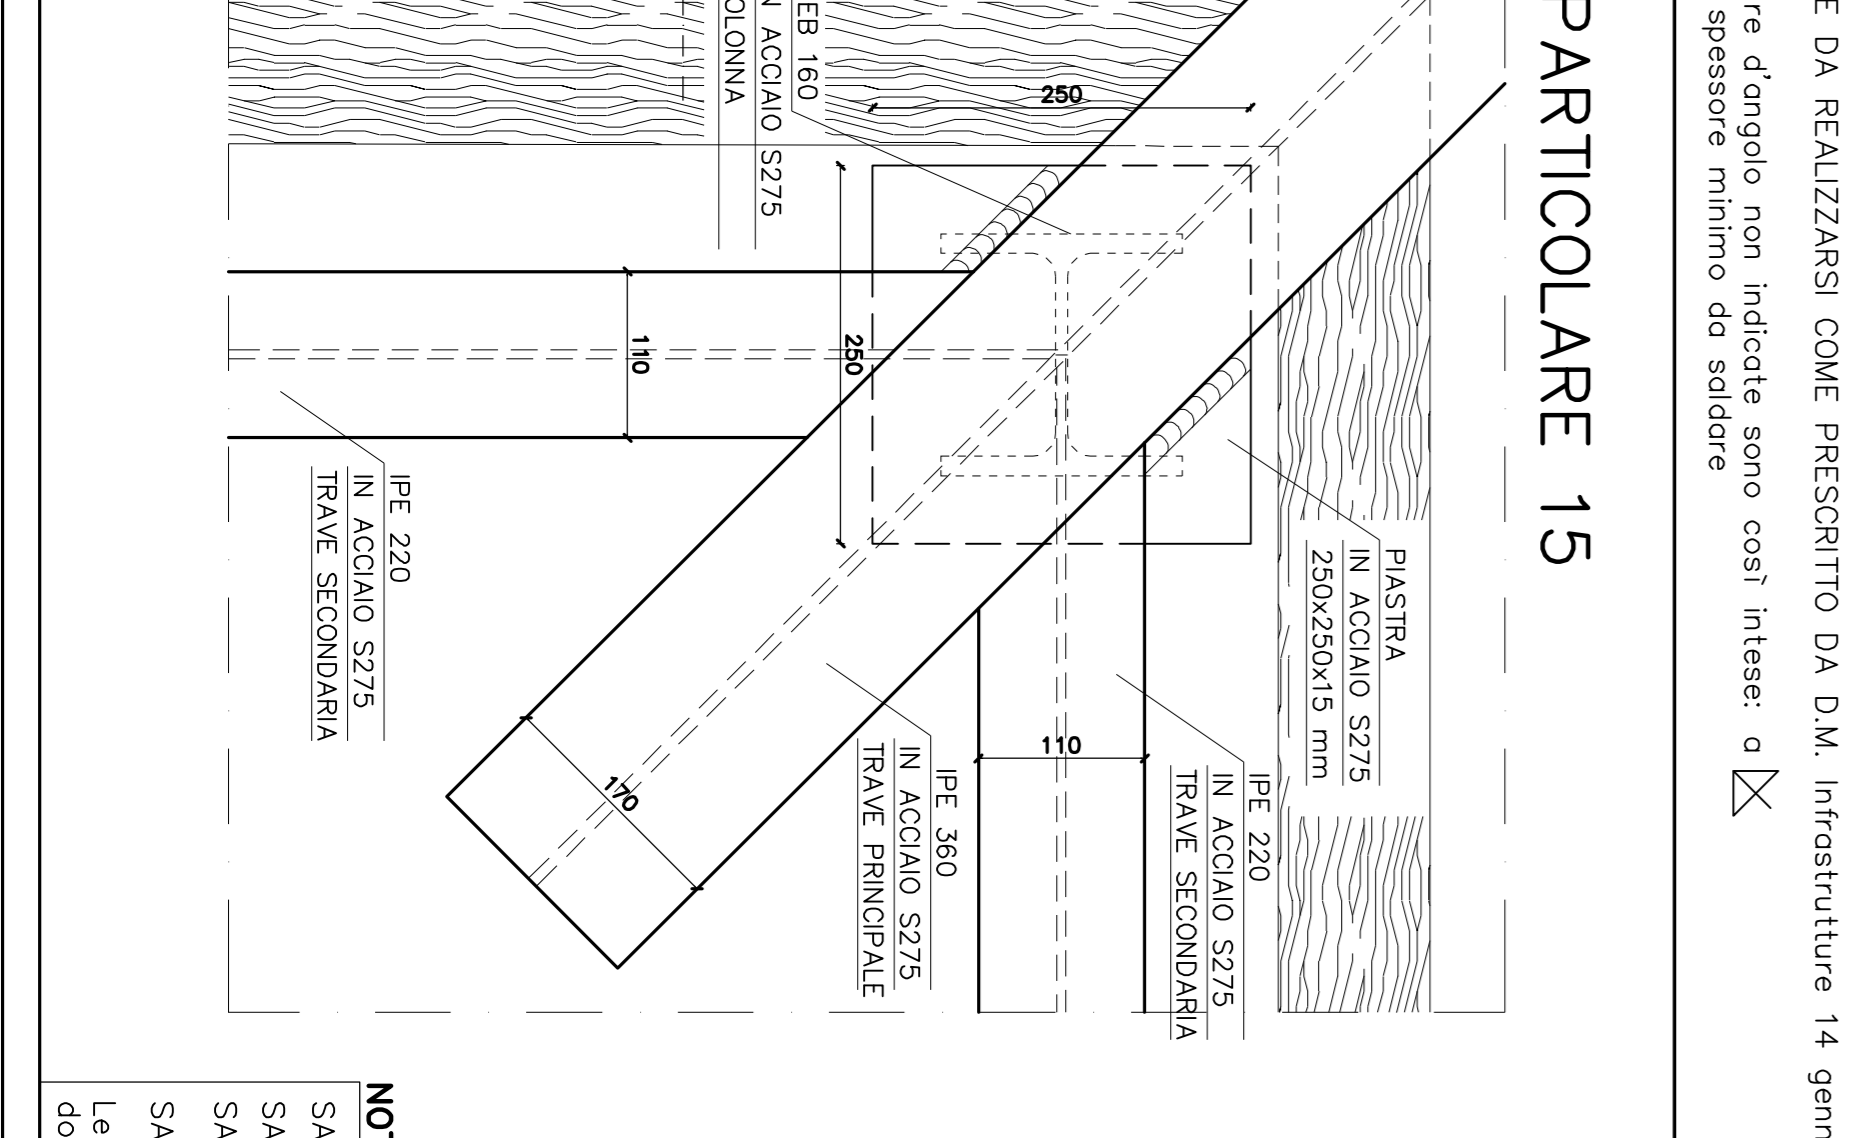 E DA REALIZZARSI COME PRESCRITTO DA D.M. Infrastrutture 14 genn
re d'angolo non indicate sono così intese: a
spessore minimo da saldare
PARTICOLARE 15
PIASTRA
IN ACCIAIO S275
250x250x15 mm
IPE 220
IN ACCIAIO S275
TRAVE SECONDARIA
250
110
IPE 360
IN ACCIAIO S275
TRAVE PRINCIPALE
EB 160
N ACCIAIO S275
OLONNA
250
110
170
IPE 220
IN ACCIAIO S275
TRAVE SECONDARIA
NOT
SA
SA
SA
SA
Le
do